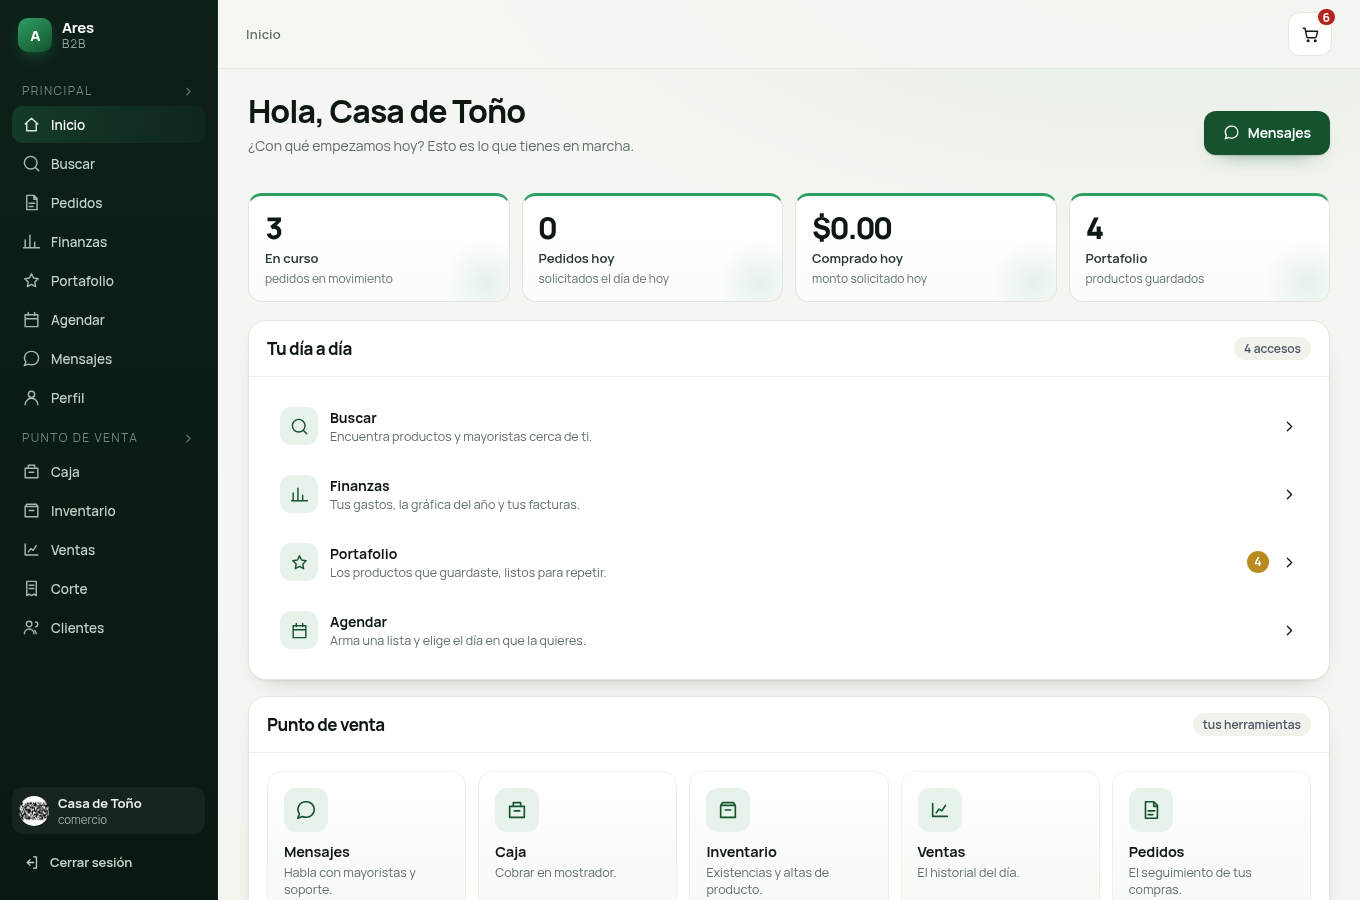 A
Ares
B2B
PRINCIPAL
Inicio
Buscar
Pedidos
Finanzas
Portafolio
Agendar
Mensajes
Perfil
PUNTO DE VENTA
Caja
Inventario
Ventas
Corte
Clientes
Casa de Toño
comercio
Cerrar sesión
Inicio
6
Hola, Casa de Toño
¿Con qué empezamos hoy? Esto es lo que tienes en marcha.
Mensajes
3
En curso
pedidos en movimiento
0
Pedidos hoy
solicitados el día de hoy
$0.00
Comprado hoy
monto solicitado hoy
4
Portafolio
productos guardados
Tu día a día
4 accesos
Buscar
Encuentra productos y mayoristas cerca de ti.
Finanzas
Tus gastos, la gráfica del año y tus facturas.
Portafolio
Los productos que guardaste, listos para repetir.
4
Agendar
Arma una lista y elige el día en que la quieres.
Punto de venta
tus herramientas
Mensajes
Habla con mayoristas y
soporte.
Caja
Cobrar en mostrador.
Inventario
Existencias y altas de
producto.
Ventas
El historial del día.
Pedidos
El seguimiento de tus
compras.